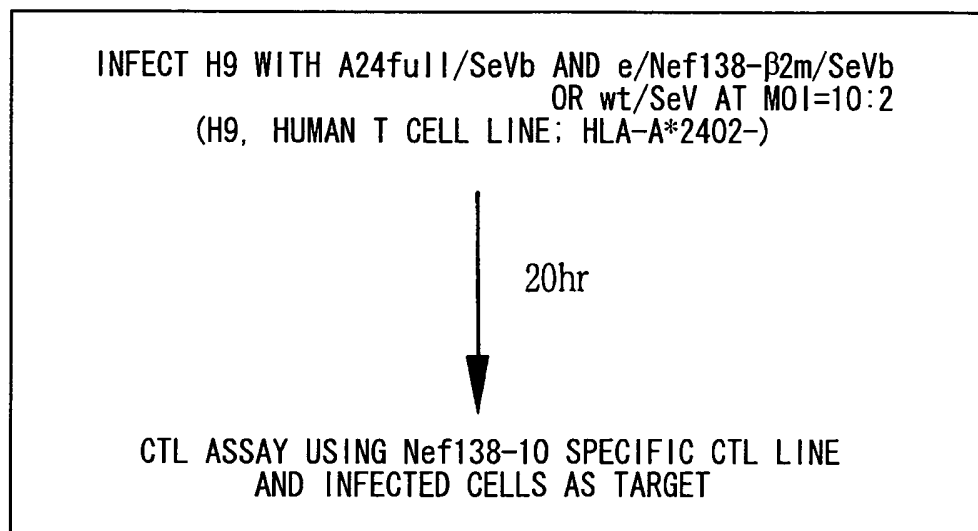 INFECT H9 WITH A24full/SeVb AND e/Nef138-β2m/SeVb
OR wt/SeV AT MOI=10:2
(H9, HUMAN T CELL LINE; HLA-A*2402-)
20hr
CTL ASSAY USING Nef138-10 SPECIFIC CTL LINE
AND INFECTED CELLS AS TARGET